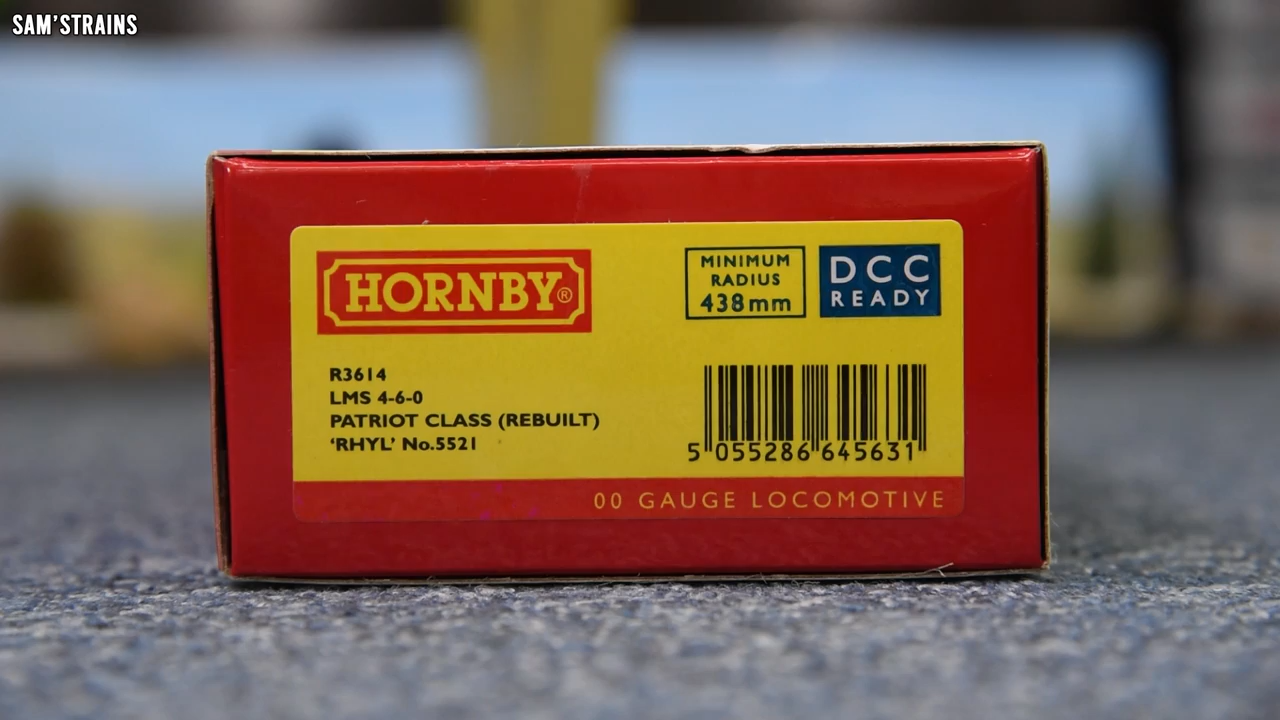 SAM'STRAINS
HORNBY®
MINIMUM
RADIUS
438mm
DCC
READY
R3614
LMS 4-6-0
PATRIOT CLASS (REBUILT)
‘RHYL’ No.5521
5 055286 645631
00 GAUGE LOCOMOTIVE